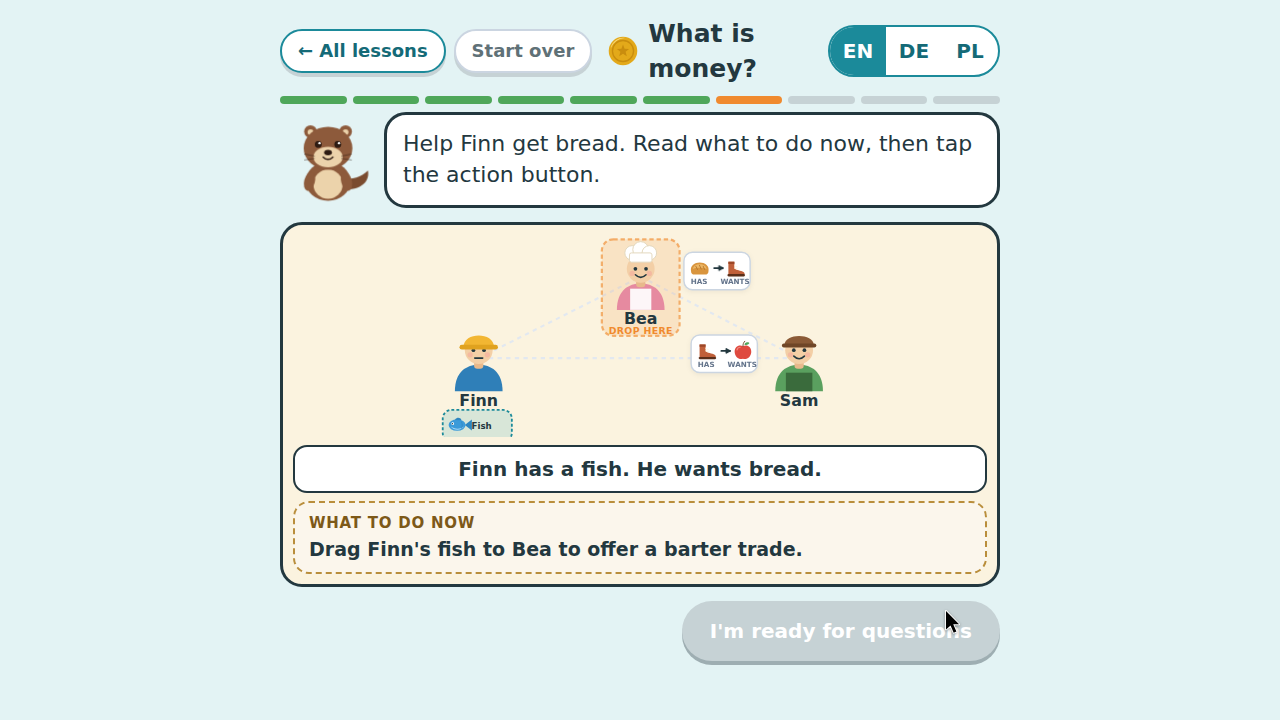 ← All lessons
Start over
What is
money?
EN
DE
PL
Help Finn get bread. Read what to do now, then tap
the action button.
Bea
DROP HERE
HAS
WANTS
Finn
Fish
HAS
WANTS
Sam
Finn has a fish. He wants bread.
WHAT TO DO NOW
Drag Finn's fish to Bea to offer a barter trade.
I'm ready for questions